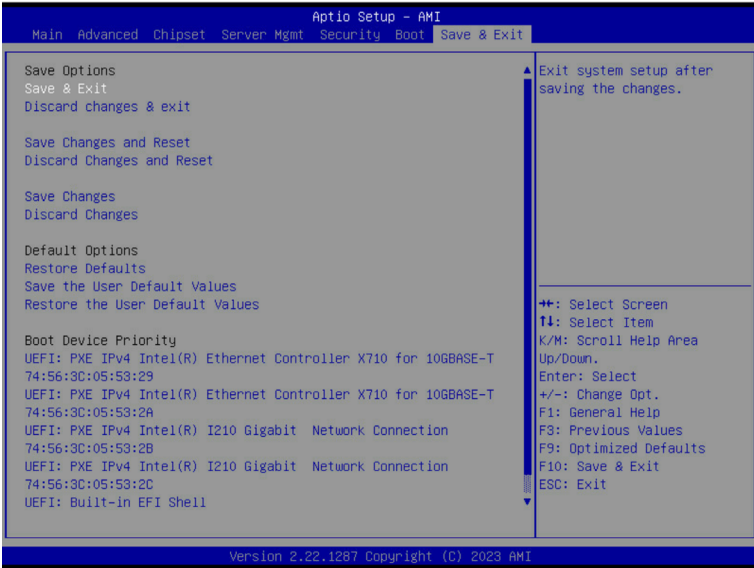 Aptio Setup – AMI
Main Advanced Chipset Server Mgmt Security Boot Save & Exit
Save Options
Save & Exit
Discard changes & exit
Save Changes and Reset
Discard Changes and Reset
Save Changes
Discard Changes
Default Options
Restore Defaults
Save the User Default Values
Restore the User Default Values
Boot Device Priority
UEFI: PXE IPv4 Intel(R) Ethernet Controller X710 for 10GBASE-T
74:56:3C:05:53:29
UEFI: PXE IPv4 Intel(R) Ethernet Controller X710 for 10GBASE-T
74:56:3C:05:53:2A
UEFI: PXE IPv4 Intel(R) I210 Gigabit  Network Connection
74:56:3C:05:53:2B
UEFI: PXE IPv4 Intel(R) I210 Gigabit  Network Connection
74:56:3C:05:53:2C
UEFI: Built-in EFI Shell
Exit system setup after
saving the changes.
→←: Select Screen
↑↓: Select Item
K/M: Scroll Help Area
Up/Down.
Enter: Select
+/-: Change Opt.
F1: General Help
F3: Previous Values
F9: Optimized Defaults
F10: Save & Exit
ESC: Exit
Version 2.22.1287 Copyright (C) 2023 AMI